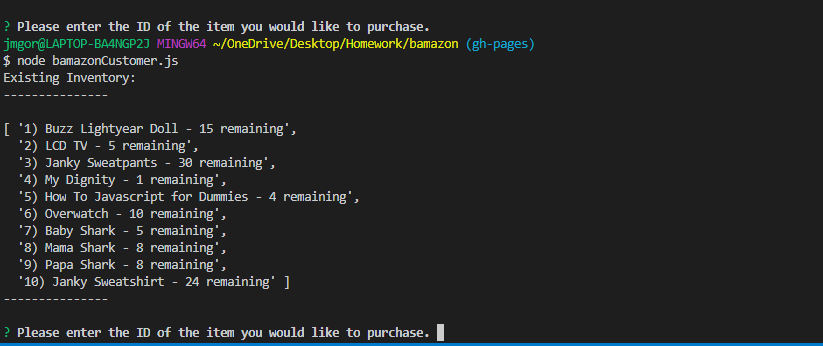 ? Please enter the ID of the item you would like to purchase.
jmgor@LAPTOP-BA4NGP2J MINGW64 ~/OneDrive/Desktop/Homework/bamazon (gh-pages)
$ node bamazonCustomer.js
Existing Inventory:
---------------
[ '1) Buzz Lightyear Doll - 15 remaining',
'2) LCD TV - 5 remaining',
'3) Janky Sweatpants - 30 remaining',
'4) My Dignity - 1 remaining',
'5) How To Javascript for Dummies - 4 remaining',
'6) Overwatch - 10 remaining',
'7) Baby Shark - 5 remaining',
'8) Mama Shark - 8 remaining',
'9) Papa Shark - 8 remaining',
'10) Janky Sweatshirt - 24 remaining' ]
---------------
? Please enter the ID of the item you would like to purchase.